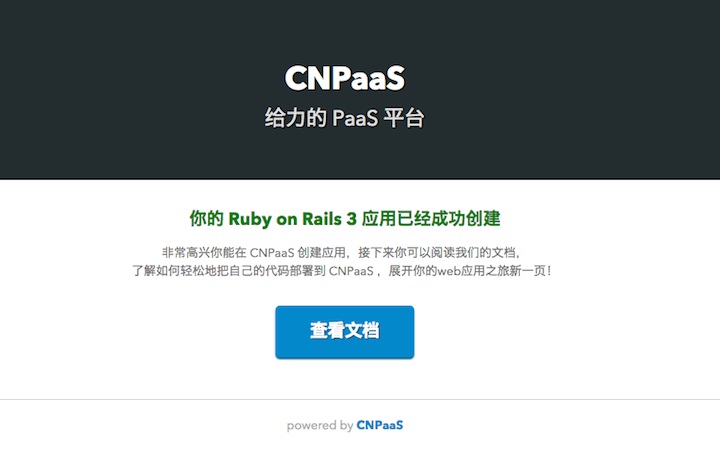 CNPaaS
给力的 PaaS 平台
你的 Ruby on Rails 3 应用已经成功创建
非常高兴你能在 CNPaaS 创建应用，接下来你可以阅读我们的文档，
了解如何轻松地把自己的代码部署到 CNPaaS ，展开你的web应用之旅新一页！
查看文档
powered by CNPaaS